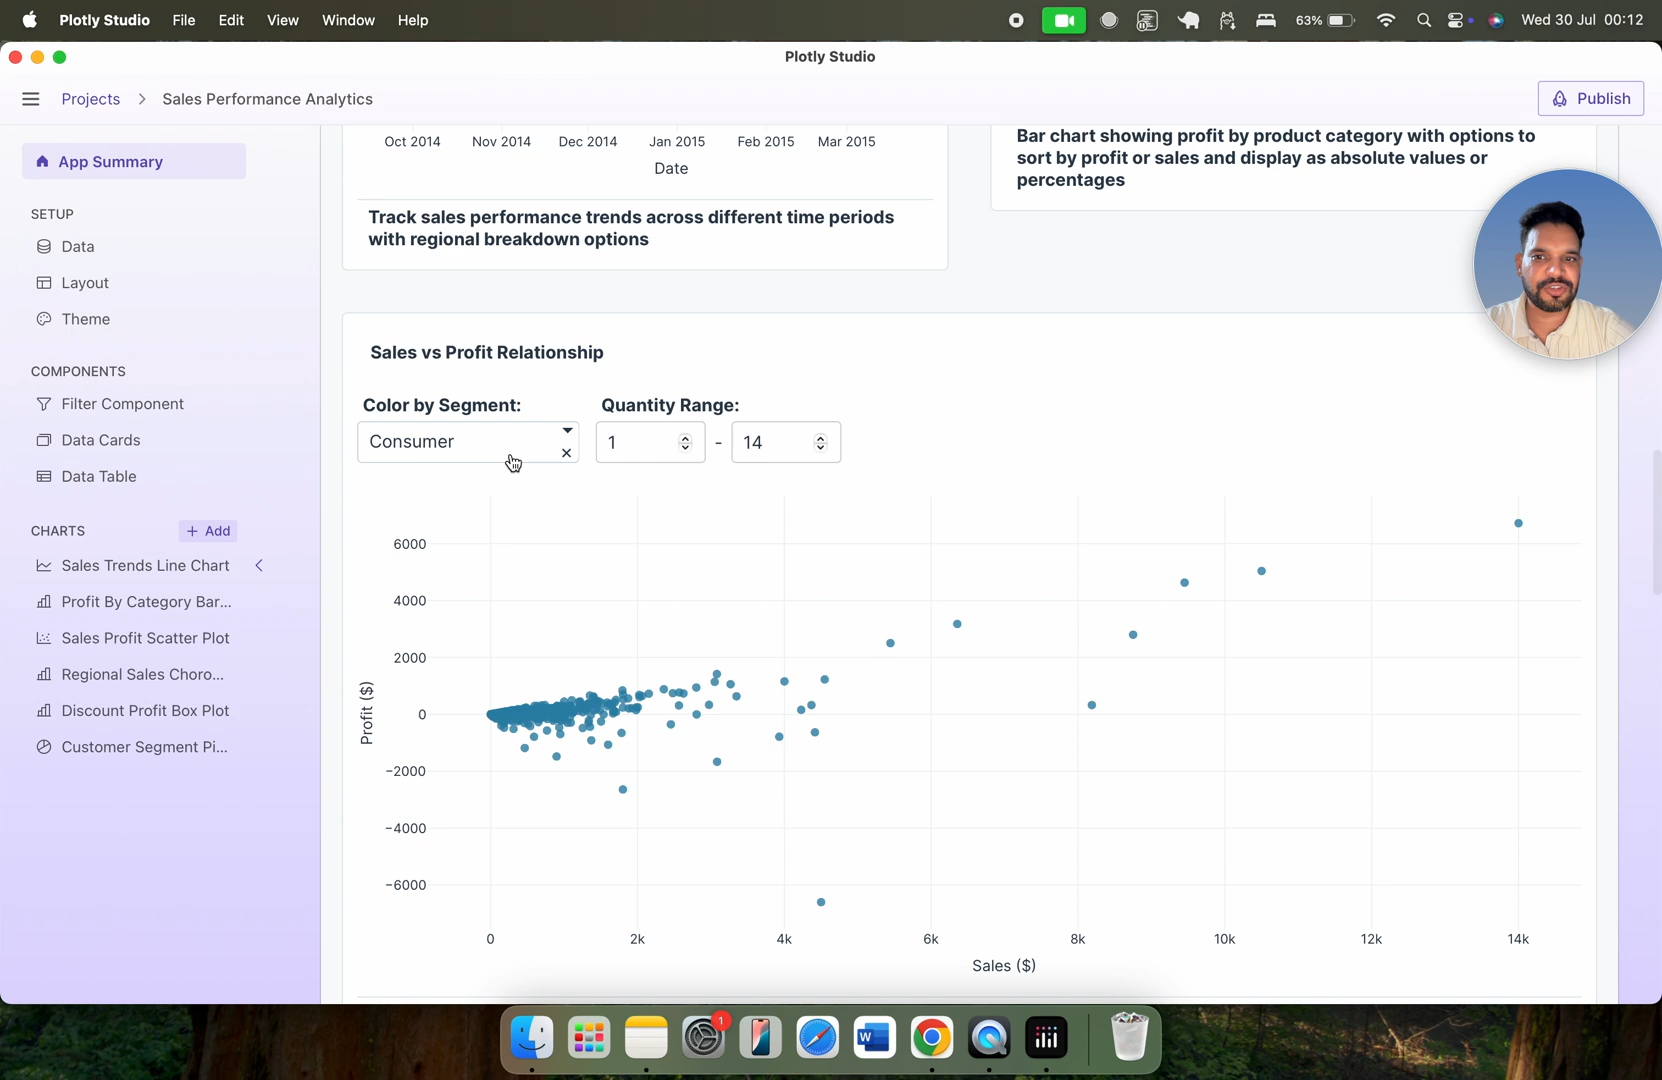 Plotly Studio File Edit View Window Help 63% Wed 30 Jul 00:12
Plotly Studio
Projects > Sales Performance Analytics
Publish
App Summary
SETUP
Data
Layout
Theme
COMPONENTS
Filter Component
Data Cards
Data Table
CHARTS + Add
Sales Trends Line Chart
Profit By Category Bar...
Sales Profit Scatter Plot
Regional Sales Choro...
Discount Profit Box Plot
Customer Segment Pi...
Oct 2014 Nov 2014 Dec 2014 Jan 2015 Feb 2015 Mar 2015
Date
Track sales performance trends across different time periods
with regional breakdown options
Bar chart showing profit by product category with options to
sort by profit or sales and display as absolute values or
percentages
Sales vs Profit Relationship
Color by Segment: Quantity Range:
Consumer × 1 - 14
6000
4000
2000
0
−2000
−4000
−6000
Profit ($)
0 2k 4k 6k 8k 10k 12k 14k
Sales ($)
1
W